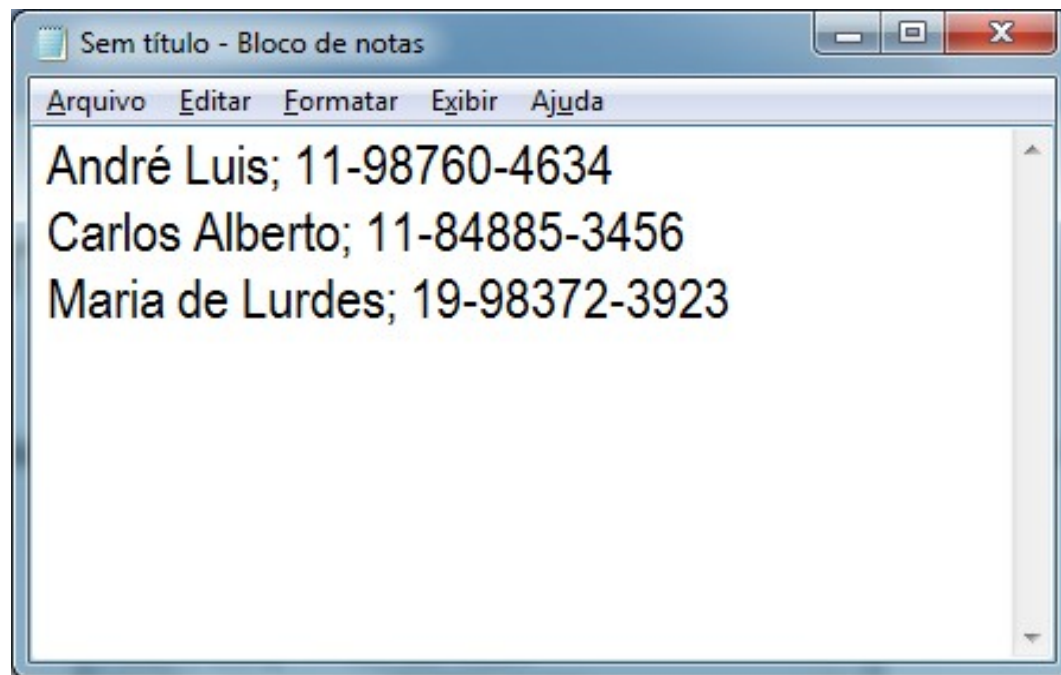 Sem título - Bloco de notas
Arquivo Editar Formatar Exibir Ajuda
André Luis; 11-98760-4634
Carlos Alberto; 11-84885-3456
Maria de Lurdes; 19-98372-3923